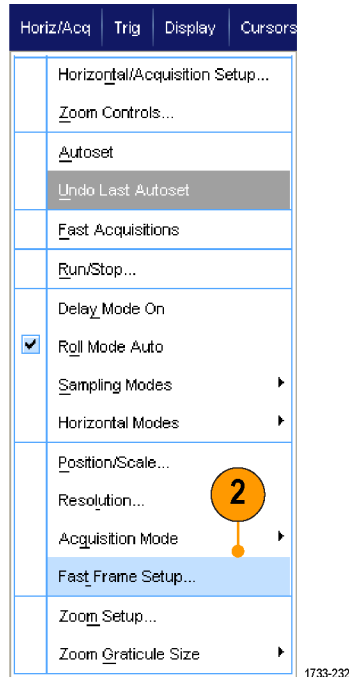 Horiz/Acq Trig Display Cursors
Horizontal/Acquisition Setup...
Zoom Controls...
Autoset
Undo Last Autoset
Fast Acquisitions
Run/Stop...
Delay Mode On
Roll Mode Auto
Sampling Modes
Horizontal Modes
Position/Scale...
Resolution...
2
Acquisition Mode
Fast Frame Setup...
Zoom Setup...
Zoom Graticule Size
1733-232